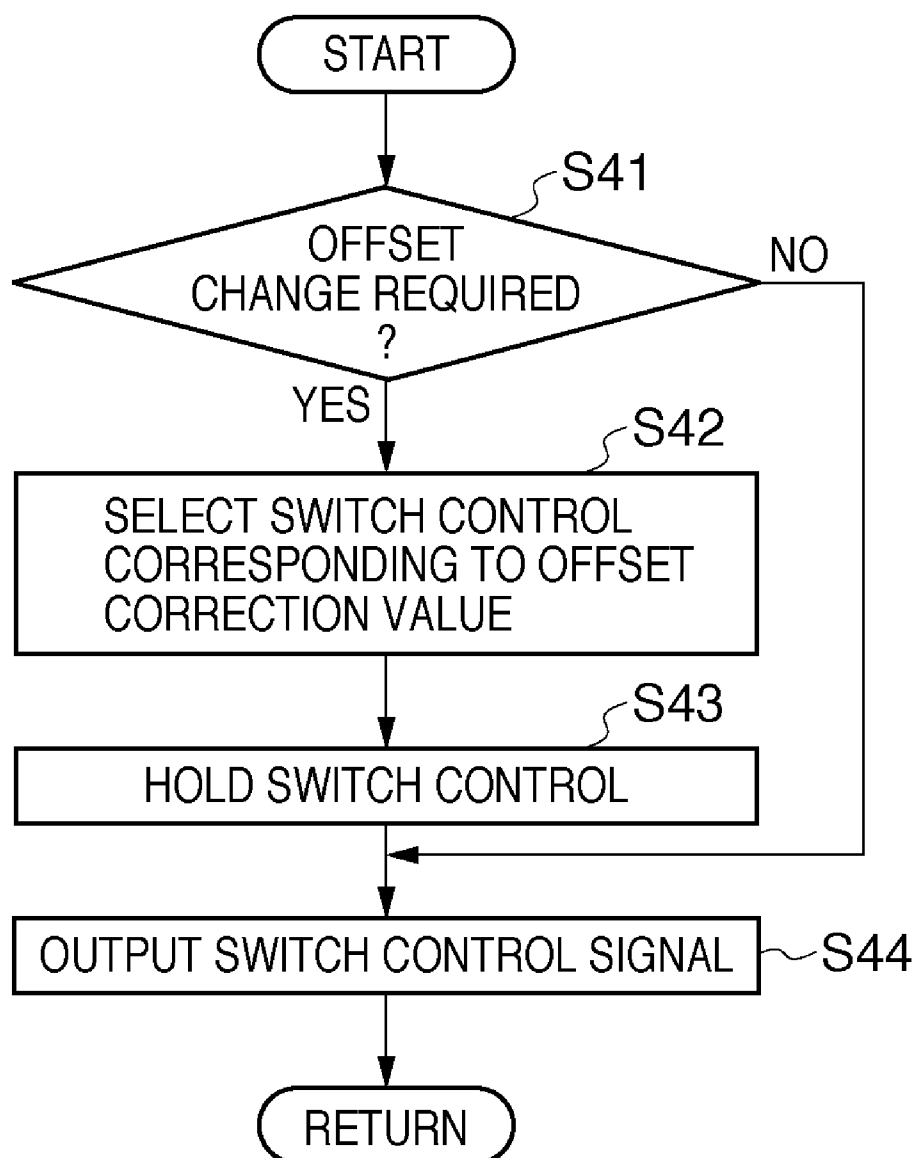 START
S41
OFFSET
CHANGE REQUIRED
?
NO
YES
S42
SELECT SWITCH CONTROL
CORRESPONDING TO OFFSET
CORRECTION VALUE
S43
HOLD SWITCH CONTROL
OUTPUT SWITCH CONTROL SIGNAL
S44
RETURN